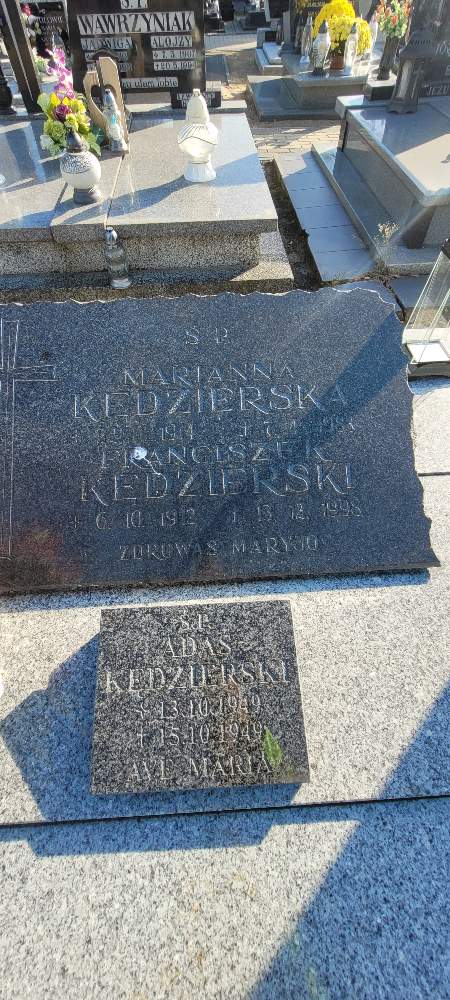 Ś P.
WAWRZYNIAK
ALOJZY
Ś P.
MARIANNA
KĘDZIERSKA
FRANCISZEK
KĘDZIERSKI
6.10.1912 13.12.1998
ZDROWAŚ MARYJO
Ś.P.
ADAŚ
KĘDZIERSKI
13.10.1949
† 15.10.1949
AVE MARIA